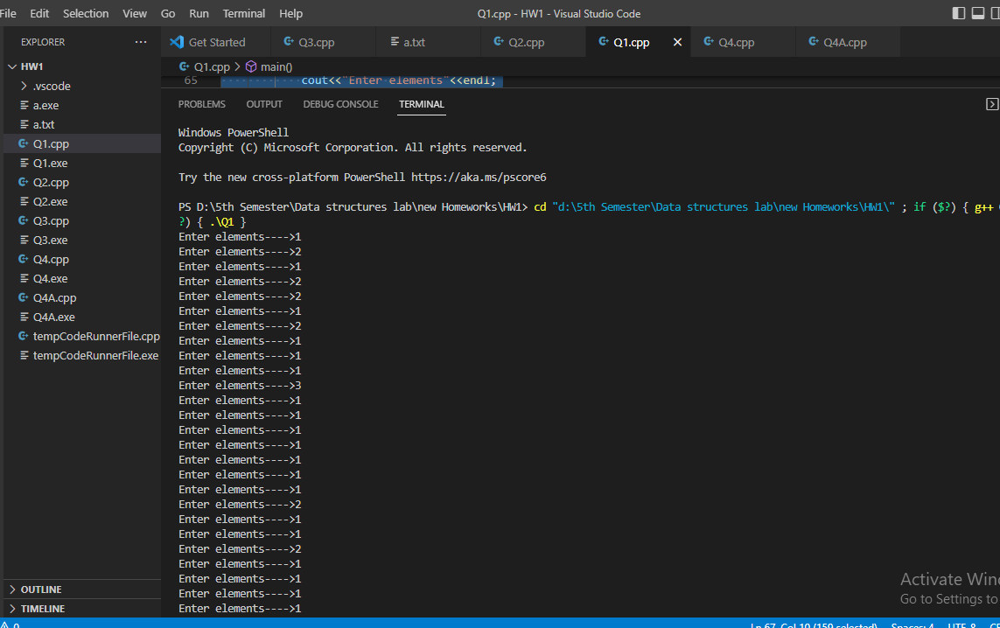 File Edit Selection View Go Run Terminal Help Q1.cpp - HW1 - Visual Studio Code
EXPLORER ···
Get Started Q3.cpp a.txt Q2.cpp Q1.cpp Q4.cpp Q4A.cpp
HW1
Q1.cpp > main()
65 cout<<"Enter elements"<<endl;
.vscode
a.exe
a.txt
Q1.cpp
Q1.exe
Q2.cpp
Q2.exe
Q3.cpp
Q3.exe
Q4.cpp
Q4.exe
Q4A.cpp
Q4A.exe
tempCodeRunnerFile.cpp
tempCodeRunnerFile.exe
OUTLINE
TIMELINE
PROBLEMS OUTPUT DEBUG CONSOLE TERMINAL
Windows PowerShell
Copyright (C) Microsoft Corporation. All rights reserved.
Try the new cross-platform PowerShell https://aka.ms/pscore6
PS D:\5th Semester\Data structures lab\new Homeworks\HW1> cd "d:\5th Semester\Data structures lab\new Homeworks\HW1\" ; if ($?) { g++
?) { .\Q1 }
Enter elements---->1
Enter elements---->2
Enter elements---->1
Enter elements---->2
Enter elements---->2
Enter elements---->1
Enter elements---->2
Enter elements---->1
Enter elements---->1
Enter elements---->1
Enter elements---->3
Enter elements---->1
Enter elements---->1
Enter elements---->1
Enter elements---->1
Enter elements---->1
Enter elements---->1
Enter elements---->1
Enter elements---->2
Enter elements---->1
Enter elements---->1
Enter elements---->2
Enter elements---->1
Enter elements---->1
Enter elements---->1
Enter elements---->1
Activate Win
Go to Settings to
0 Ln 67, Col 10 (159 selected) Spaces: 4 UTF-8